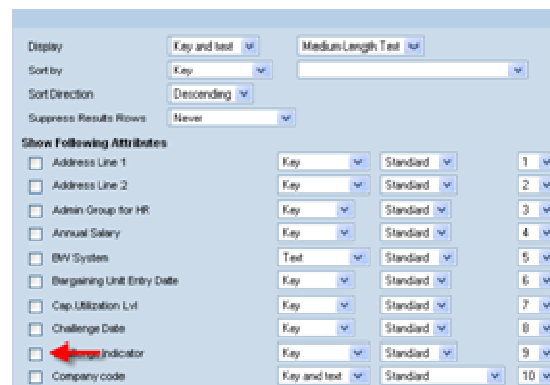 Display Key and text Medium-Length Text
Sort by Key
Sort Direction Descending
Suppress Results Rows Never
Show Following Attributes
Address Line 1 Key Standard 1
Address Line 2 Key Standard 2
Admin Group for HR Key Standard 3
Annual Salary Key Standard 4
BW System Text Standard 5
Bargaining Unit Entry Date Key Standard 6
Cap.Utilization Lvl Key Standard 7
Challenge Date Key Standard 8
Indicator Key Standard 9
Company code Key and text Standard 10